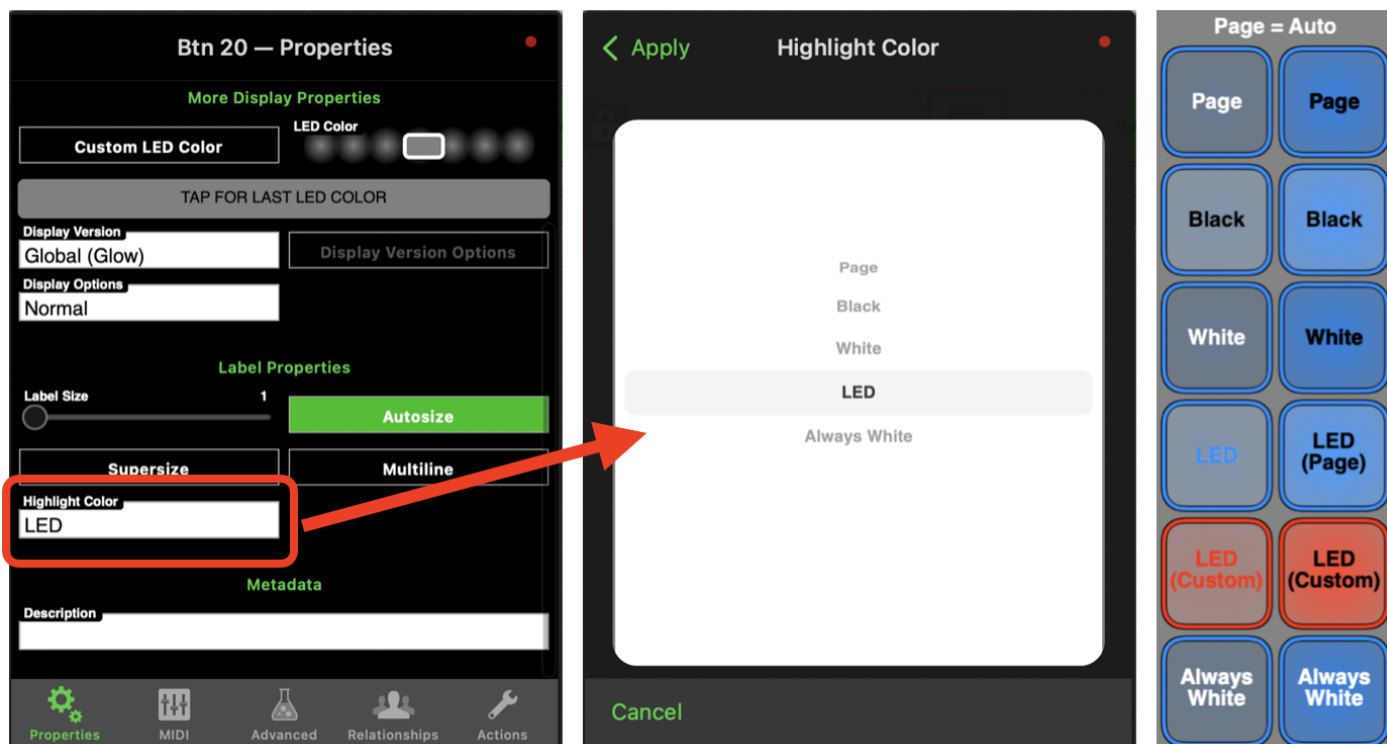 Btn 20 — Properties
More Display Properties
Custom LED Color
LED Color
TAP FOR LAST LED COLOR
Display Version
Global (Glow)
Display Version Options
Display Options
Normal
Label Properties
Label Size
1
Autosize
Supersize
Multiline
Highlight Color
LED
Metadata
Description
Properties
MIDI
Advanced
Relationships
Actions
Apply
Highlight Color
Page
Black
White
LED
Always White
Cancel
Page = Auto
Page
Page
Black
Black
White
White
LED
LED
(Page)
LED
(Custom)
LED
(Custom)
Always
White
Always
White